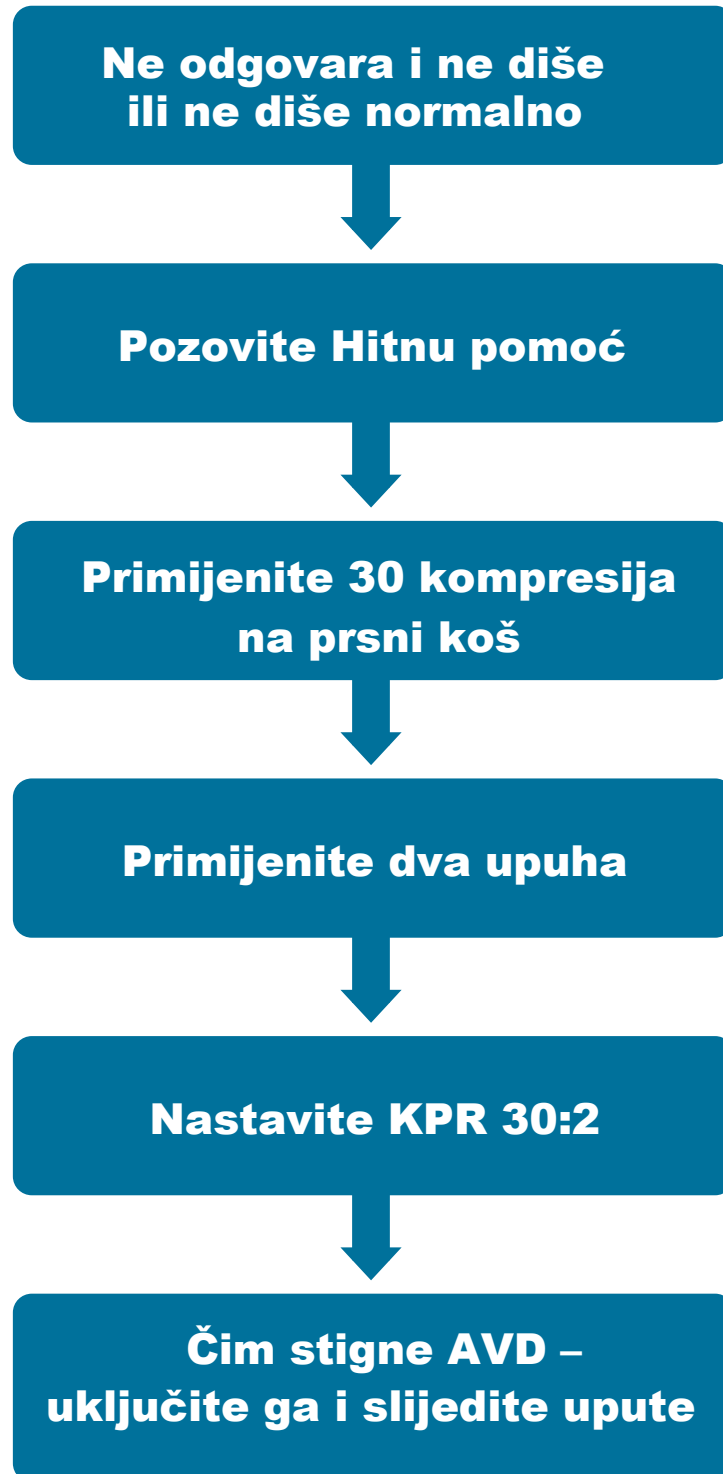 Ne odgovara i ne diše
ili ne diše normalno
Pozovite Hitnu pomoć
Primijenite 30 kompresija
na prsni koš
Primijenite dva upuha
Nastavite KPR 30:2
Čim stigne AVD –
uključite ga i slijedite upute